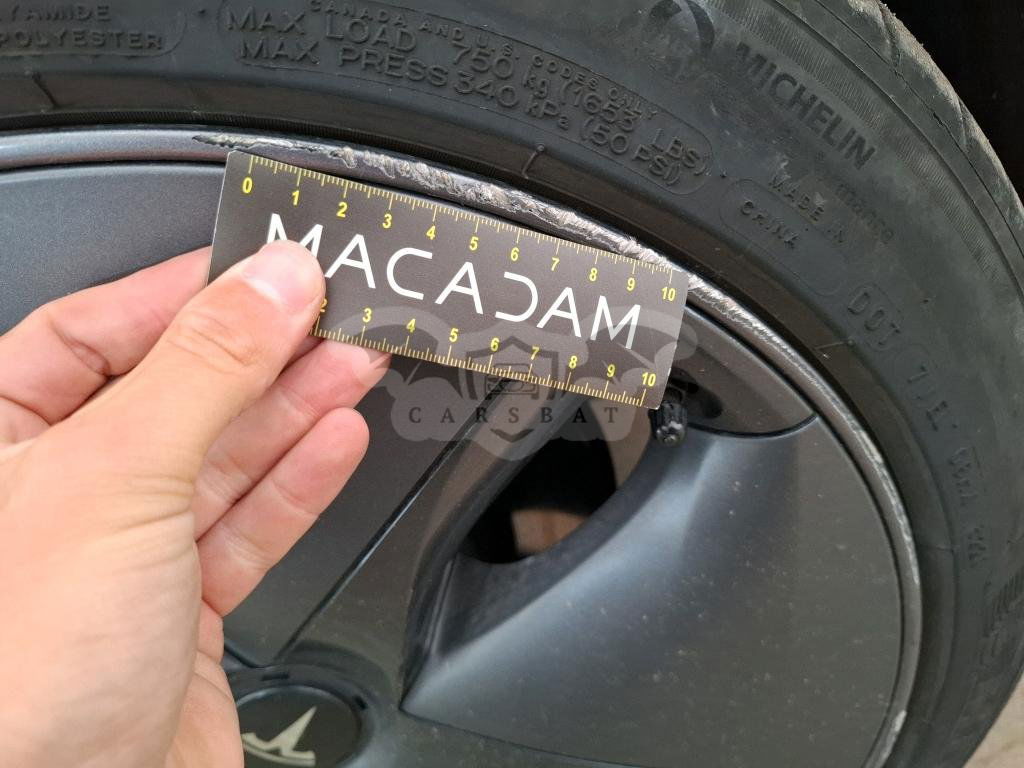 YAMIDE
POLYESTER
CANADA AND U.S. CODES ONLY
MAX LOAD 750 kg (1653 LBS)
MAX PRESS 340 kPa (50 PSI)
MICHELIN
MADE IN
CHINA
DOT
0 1 2 3 4 5 6 7 8 9 10
MACADAM
2 3 4 5 6 7 8 9 10
CARSBAT